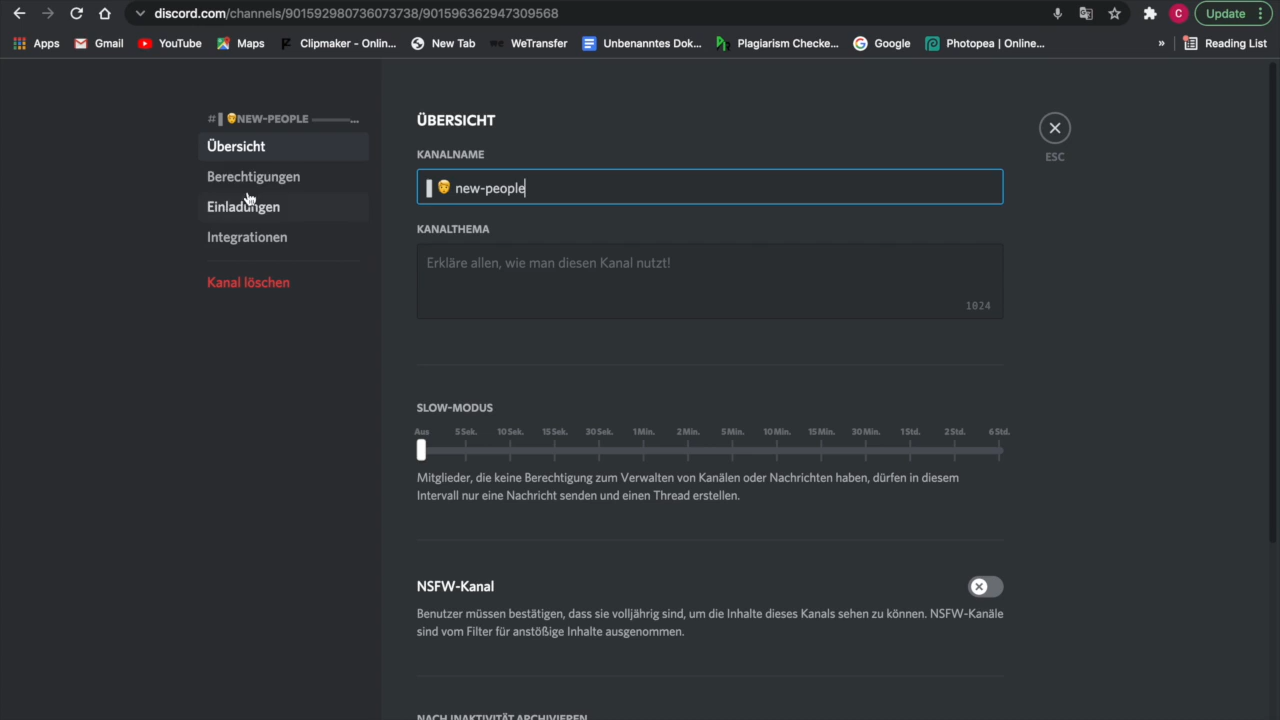 discord.com/channels/901592980736073738/901596362947309568
Update
Apps Gmail YouTube Maps Clipmaker - Onlin... New Tab WeTransfer Unbenanntes Dok... Plagiarism Checke... Google Photopea | Online... » Reading List
# ▌👨NEW-PEOPLE ────...
Übersicht
Berechtigungen
Einladungen
Integrationen
Kanal löschen
ÜBERSICHT
KANALNAME
▌👨 new-people
KANALTHEMA
Erkläre allen, wie man diesen Kanal nutzt!
1024
ESC
SLOW-MODUS
Aus 5 Sek. 10 Sek. 15 Sek. 30 Sek. 1 Min. 2 Min. 5 Min. 10 Min. 15 Min. 30 Min. 1 Std. 2 Std. 6 Std.
Mitglieder, die keine Berechtigung zum Verwalten von Kanälen oder Nachrichten haben, dürfen in diesem
Intervall nur eine Nachricht senden und einen Thread erstellen.
NSFW-Kanal
Benutzer müssen bestätigen, dass sie volljährig sind, um die Inhalte dieses Kanals sehen zu können. NSFW-Kanäle
sind vom Filter für anstößige Inhalte ausgenommen.
NACH INAKTIVITÄT ARCHIVIEREN